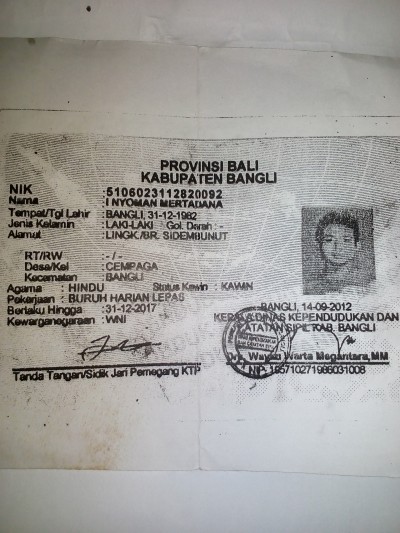 PROVINSI BALI
KABUPATEN BANGLI
NIK : 5106023112820092
Nama : I NYOMAN MERTADANA
Tempat/Tgl Lahir : BANGLI, 31-12-1982
Jenis Kelamin : LAKI-LAKI Gol. Darah : -
Alamat : LINGK/BR. SIDEMBUNUT
RT/RW : - / -
Desa/Kel : CEMPAGA
Kecamatan : BANGLI
Agama : HINDU Status Kawin : KAWIN
Pekerjaan : BURUH HARIAN LEPAS
Berlaku Hingga : 31-12-2017
Kewarganegaraan : WNI
BANGLI, 14-09-2012
KEPALA DINAS KEPENDUDUKAN DAN
CATATAN SIPIL KAB. BANGLI
Wayan Warta Megantara, MM
NIP. 195710271986031008
Tanda Tangan/Sidik Jari Pemegang KTP